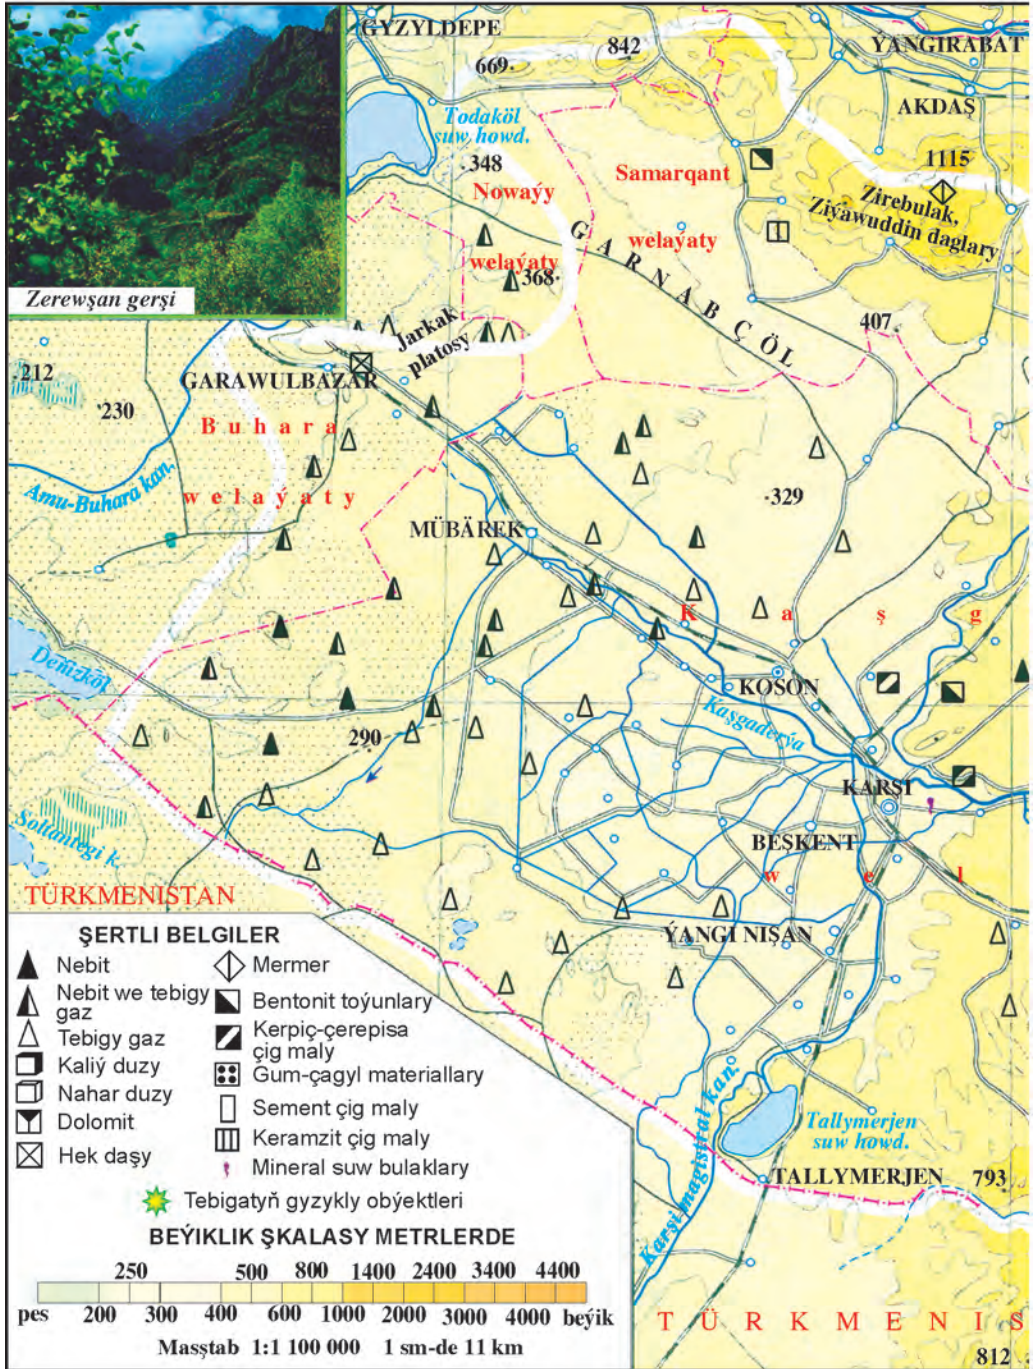 GYZYLDEPE
842
669
ÝANGIRABAT
AKDAŞ
Todaköl
suw howd.
348
Nowaýy
welaýaty
368
Samarqant
welaýaty
1115
Zirebulak,
Ziýawuddin daglary
GARNABÇÖL
407
Zerewşan gerşi
Jarkak
platosy
212
230
GARAWULBAZAR
Buhara
welaýaty
Amu-Buhara kan.
329
MÜBÄREK
K a ş g
Deňizköl
KOSON
Kaşgaderýa
290
KARŞI
BEŞKENT
w e l
Soltantegi k.
TÜRKMENISTAN
ÝANGI NIŞAN
Karşi magistral kan.
Tallymerjen
suw howd.
TALLYMERJEN
793
TÜRKMENIS
812
ŞERTLI BELGILER
Nebit
Nebit we tebigy
gaz
Tebigy gaz
Kaliý duzy
Nahar duzy
Dolomit
Hek daşy
Mermer
Bentonit toýunlary
Kerpiç-çerepisa
çig maly
Gum-çagyl materiallary
Sement çig maly
Keramzit çig maly
Mineral suw bulaklary
Tebigatyň gyzykly obýektleri
BEÝIKLIK ŞKALASY METRLERDE
250 500 800 1400 2400 3400 4400
pes 200 300 400 600 1000 2000 3000 4000 beýik
Masştab 1:1 100 000 1 sm-de 11 km